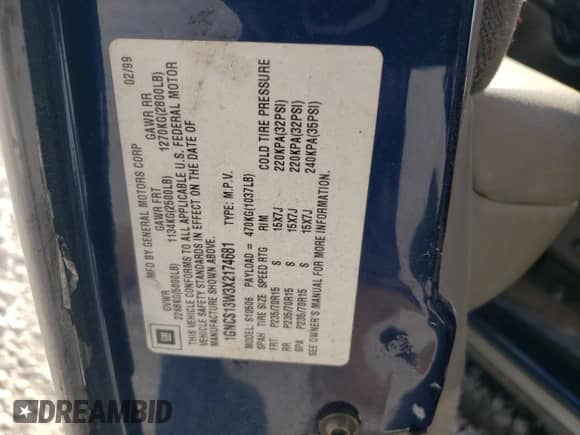 MFD BY GENERAL MOTORS CORP 02/99
GVWR GAWR FRT GAWR RR
2268KG(5000LB) 1134KG(2500LB) 1270KG(2800LB)
THIS VEHICLE CONFORMS TO ALL APPLICABLE U.S. FEDERAL MOTOR
VEHICLE SAFETY STANDARDS IN EFFECT ON THE DATE OF
MANUFACTURE SHOWN ABOVE.
1GNCS13W3X2174681 TYPE: M.P.V.
MODEL: S10506 PAYLOAD = 470KG(1037LB)
SPAH TIRE SIZE SPEED RTG RIM COLD TIRE PRESSURE
FRT P235/70R15 S 15X7J 220KPA(32PSI)
RR P235/70R15 S 15X7J 220KPA(32PSI)
SPA P235/70R15 S 15X7J 240KPA(35PSI)
SEE OWNER'S MANUAL FOR MORE INFORMATION.
GM
DREAMBID